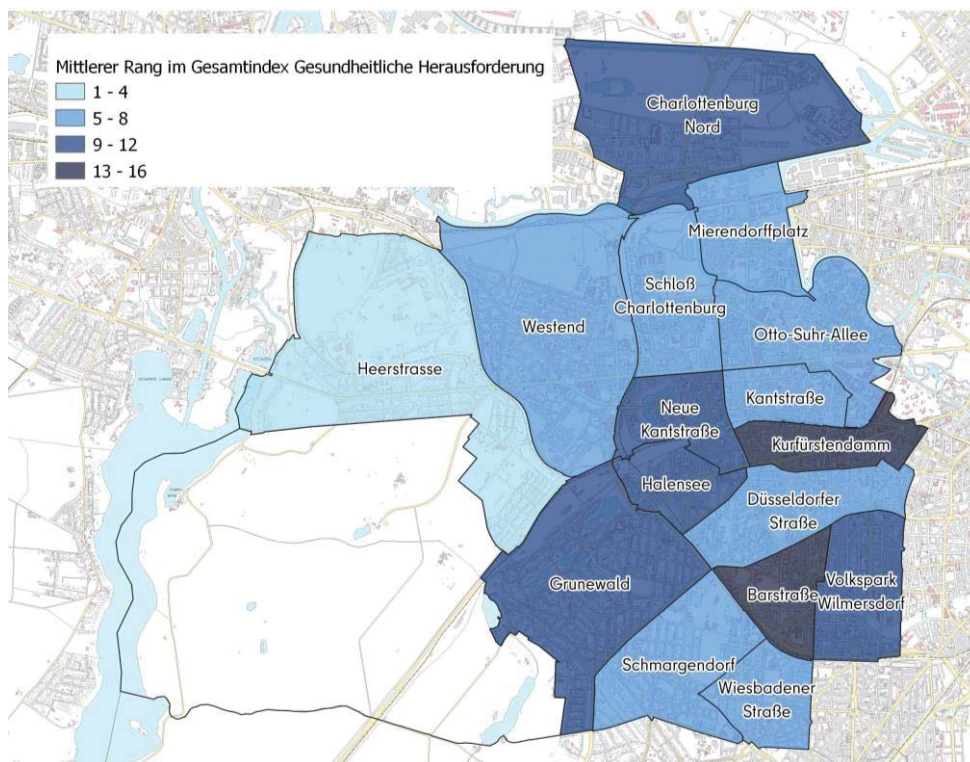 Mittlerer Rang im Gesamtindex Gesundheitliche Herausforderung
1 - 4
5 - 8
9 - 12
13 - 16
Charlottenburg
Nord
Mierendorffplatz
Schloß
Charlottenburg
Westend
Otto-Suhr-Allee
Heerstrasse
Kantstraße
Neue
Kantstraße
Kurfürstendamm
Halensee
Düsseldorfer
Straße
Grunewald
Barstraße
Volkspark
Wilmersdorf
Schmargendorf
Wiesbadener
Straße